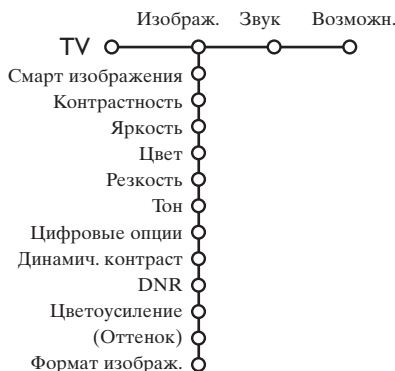 Изображ. Звук Возможн.
TV
Смарт изображения
Контрастность
Яркость
Цвет
Резкость
Тон
Цифровые опции
Динамич. контраст
DNR
Цветоусиление
(Оттенок)
Формат изображ.